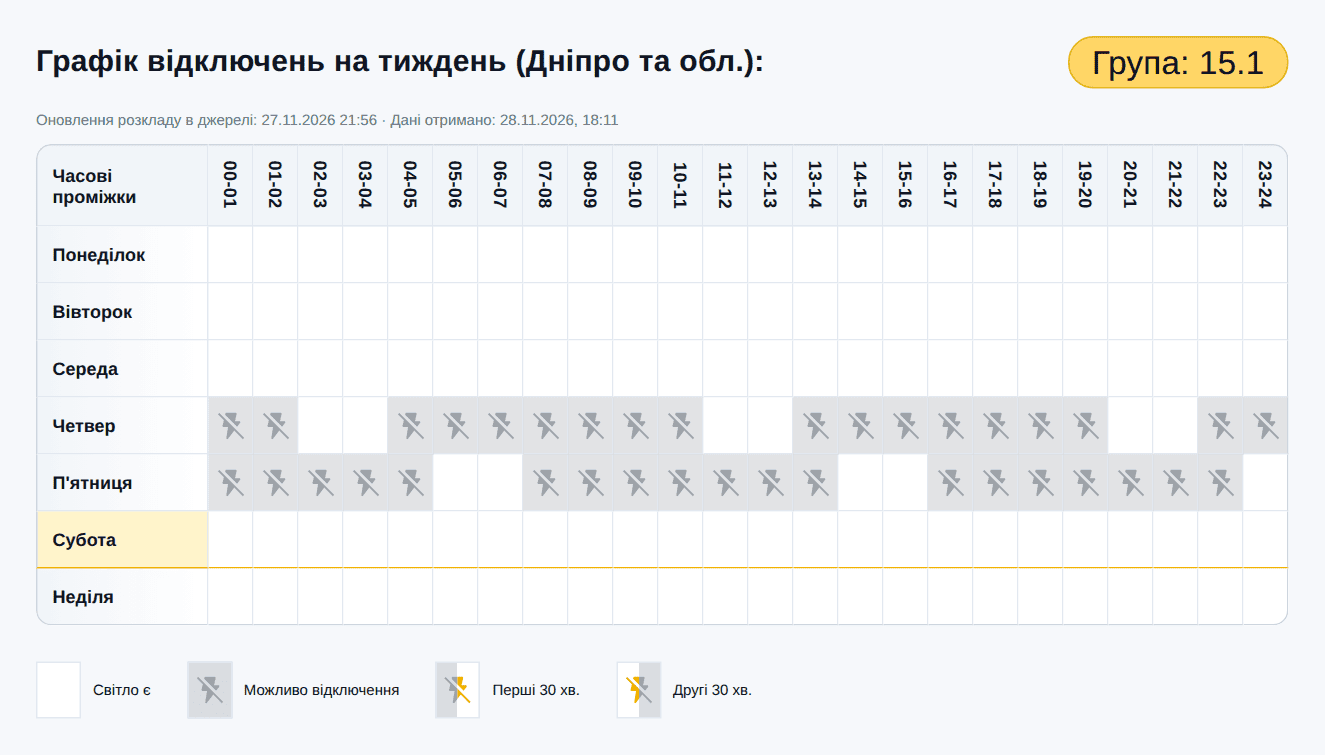 Графік відключень на тиждень (Дніпро та обл.):
Група: 15.1
Оновлення розкладу в джерелі: 27.11.2026 21:56 · Дані отримано: 28.11.2026, 18:11
Часові
проміжки
00-01
01-02
02-03
03-04
04-05
05-06
06-07
07-08
08-09
09-10
10-11
11-12
12-13
13-14
14-15
15-16
16-17
17-18
18-19
19-20
20-21
21-22
22-23
23-24
Понеділок
Вівторок
Середа
Четвер
П'ятниця
Субота
Неділя
Світло є
Можливо відключення
Перші 30 хв.
Другі 30 хв.